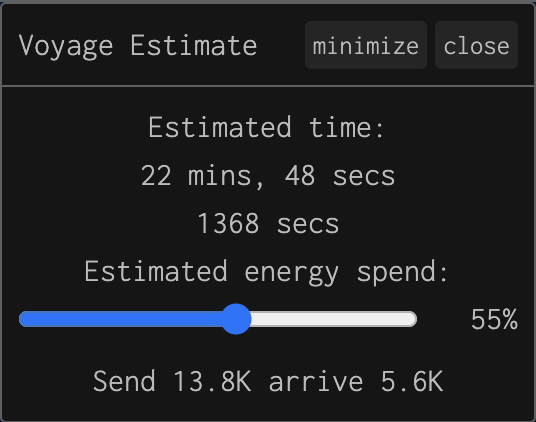 Voyage Estimate minimize close
Estimated time:
22 mins, 48 secs
1368 secs
Estimated energy spend:
55%
Send 13.8K arrive 5.6K